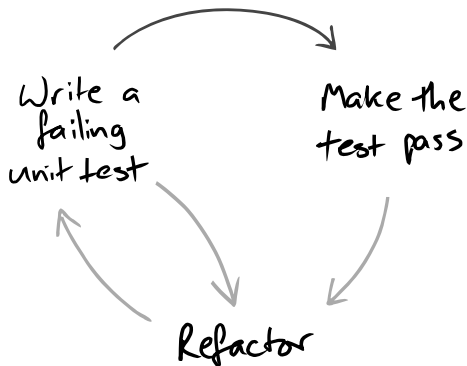 Write a
failing
unit test
Make the
test pass
Refactor